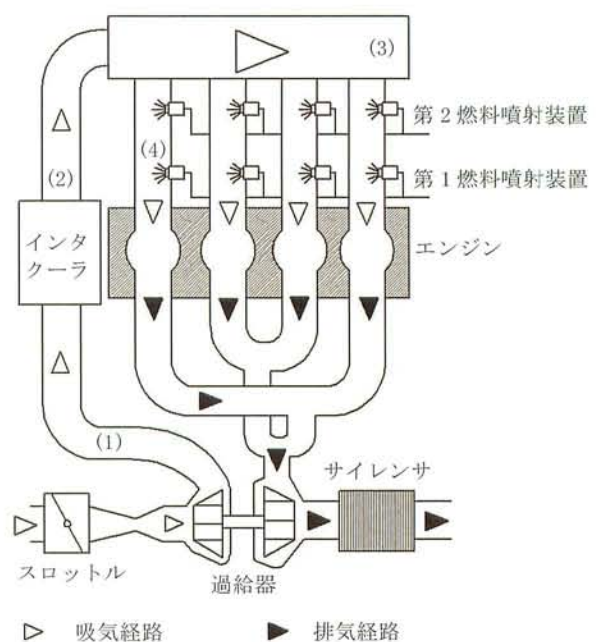 (3)
第2燃料噴射装置
(4)
第1燃料噴射装置
(2)
インタ
クーラ
エンジン
(1)
サイレンサ
スロットル
過給器
吸気経路
排気経路